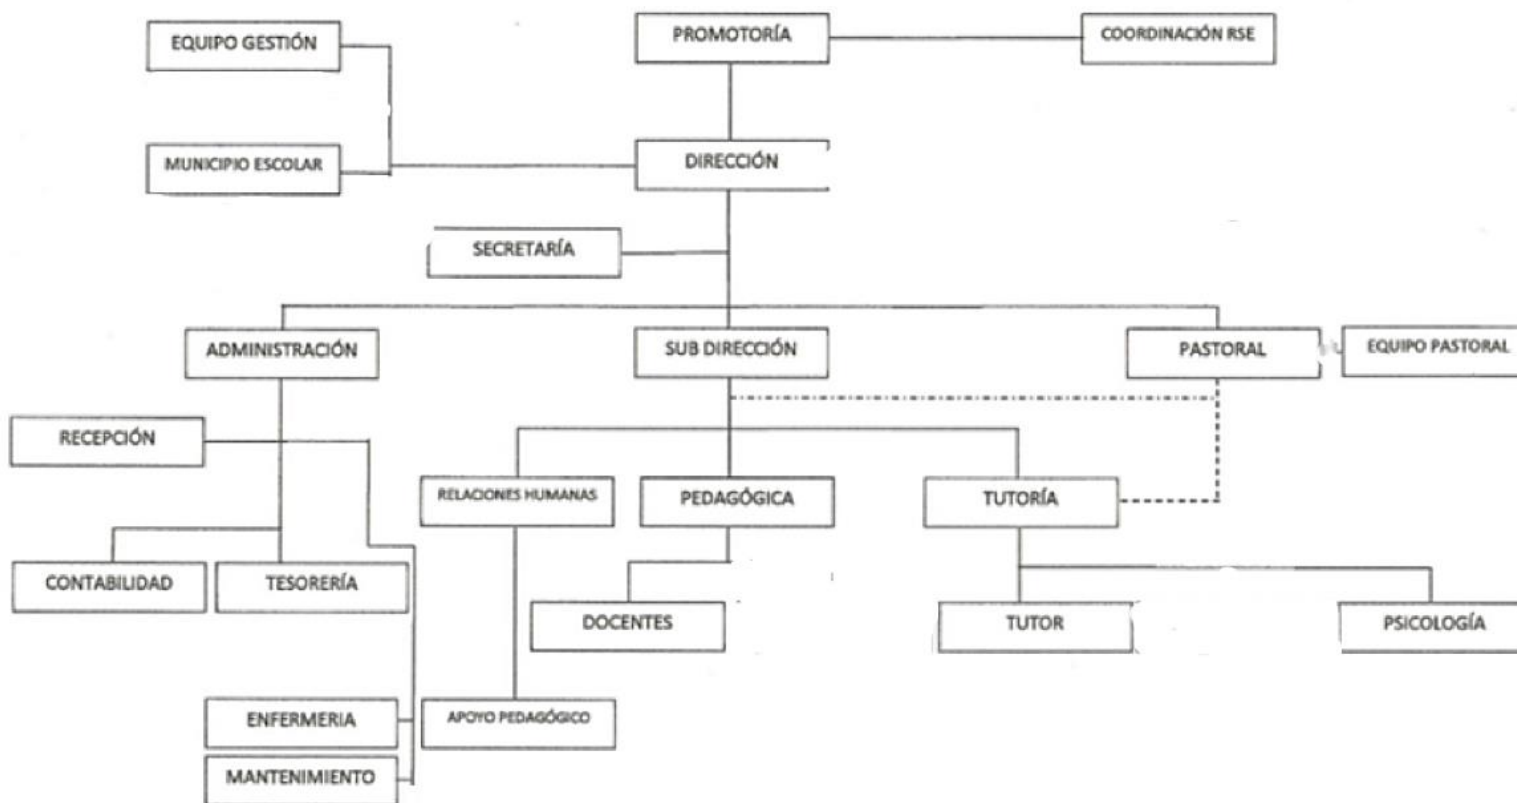 EQUIPO GESTIÓN
PROMOTORÍA
COORDINACIÓN RSE
MUNICIPIO ESCOLAR
DIRECCIÓN
SECRETARÍA
ADMINISTRACIÓN
SUB DIRECCIÓN
PASTORAL
EQUIPO PASTORAL
RECEPCIÓN
RELACIONES HUMANAS
PEDAGÓGICA
TUTORÍA
CONTABILIDAD
TESORERÍA
DOCENTES
TUTOR
PSICOLOGÍA
ENFERMERIA
APOYO PEDAGÓGICO
MANTENIMIENTO